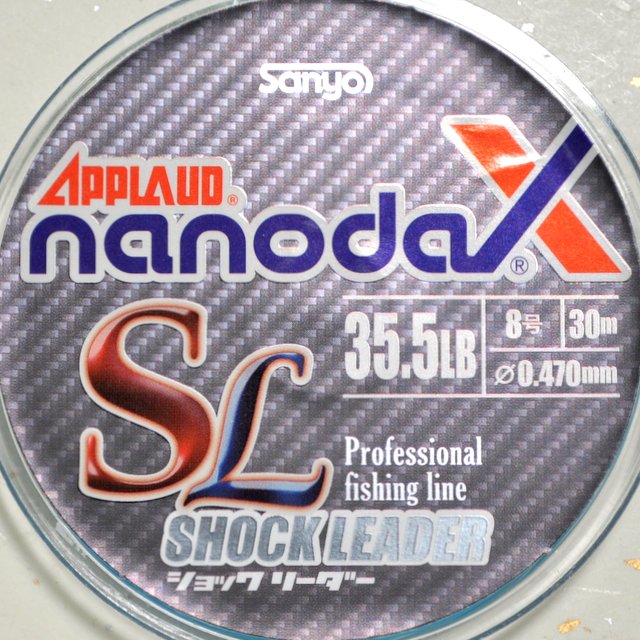 Sanyo
APPLAUD®
nanodaX®
35.5LB
8号
30m
⌀0.470mm
SL
Professional
fishing line
SHOCK LEADER
ショックリーダー